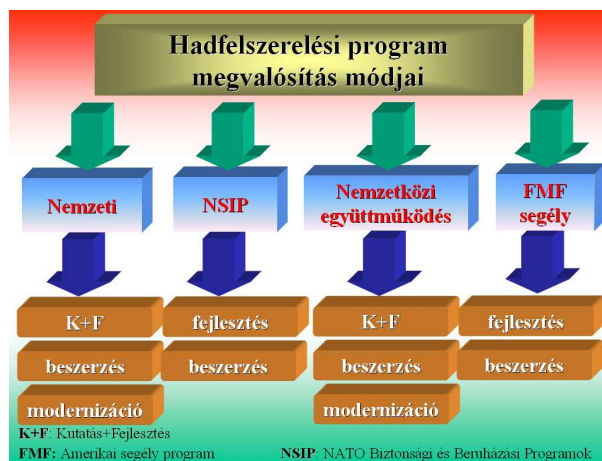 Hadfelszerelési program
megvalósítás módjai
Nemzeti
NSIP
Nemzetközi
együttműködés
FMF
segély
K+F
fejlesztés
K+F
fejlesztés
beszerzés
beszerzés
beszerzés
beszerzés
modernizáció
modernizáció
K+F: Kutatás+Fejlesztés
FMF: Amerikai segély program
NSIP: NATO Biztonsági és Beruházási Programok